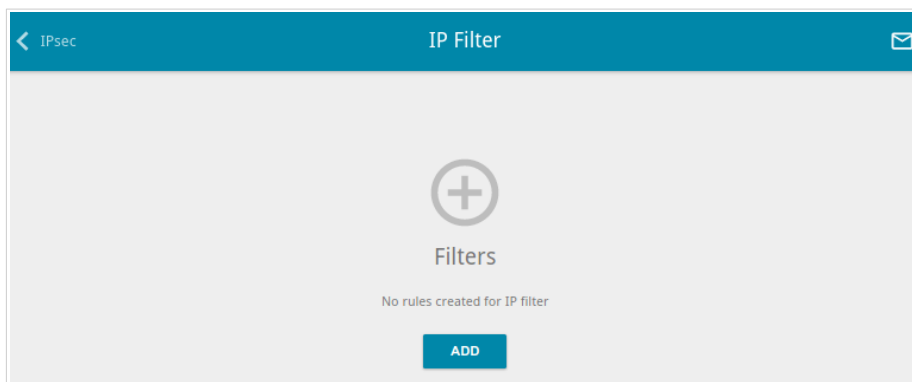 IPsec
IP Filter
Filters
No rules created for IP filter
ADD